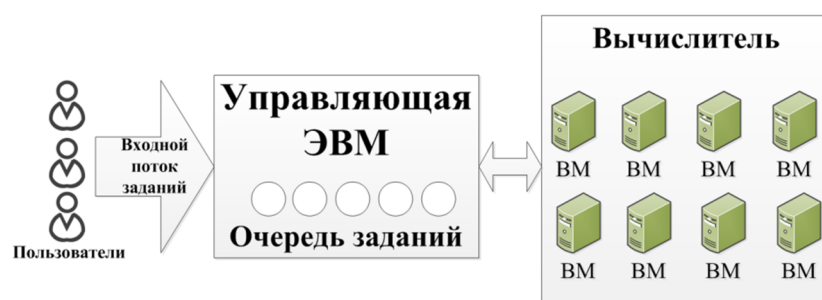 Пользователи
Входной
поток
заданий
Управляющая
ЭВМ
Очередь заданий
Вычислитель
ВМ ВМ ВМ ВМ
ВМ ВМ ВМ ВМ